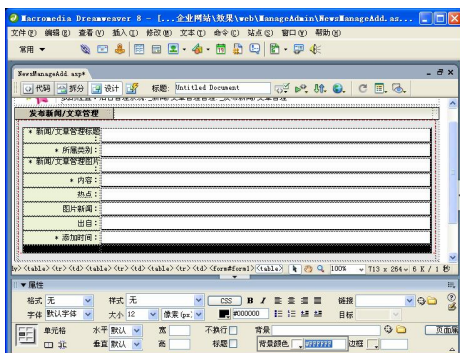 Macromedia Dreamweaver 8 - [...企业网站\效果\web\ManageAdmin\NewsManageAdd.as...
文件(F) 编辑(E) 查看(V) 插入(I) 修改(M) 文本(T) 命令(C) 站点(S) 窗口(W) 帮助(H)
常用
NewsManageAdd.asp*
代码 拆分 设计 标题: Untitled Document
发布新闻/文章管理
* 新闻/文章管理标题:
* 所属类别:
* 新闻/文章管理图片:
* 内容:
热点:
图片新闻:
出自:
* 添加时间:
<table><tr><td><table><tr><td><table><tr><td><form#form1><table> 100% 713 x 264 6 K / 1 秒
属性
格式 无 样式 无 CSS B I 链接
字体 默认字体 大小 12 像素(px) #000000 目标
单元格 水平 默认 宽 不换行 背景 页面属
垂直 默认 高 标题 背景颜色 #FFFFFF 边框